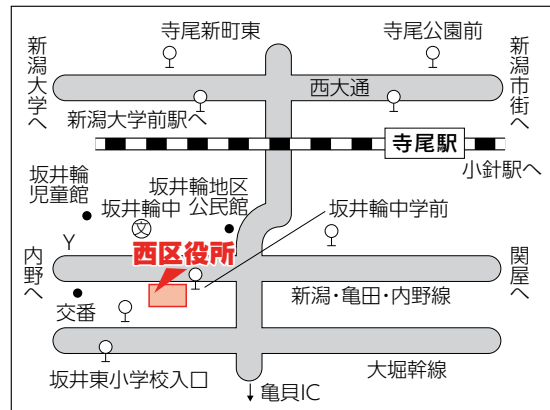 寺尾新町東
寺尾公園前
新潟大学へ
西大通
新潟市街へ
新潟大学前駅へ
寺尾駅
小針駅へ
坂井輪
児童館
坂井輪中
坂井輪地区
公民館
坂井輪中学前
文
Y
西区役所
内野へ
関屋へ
交番
新潟・亀田・内野線
坂井東小学校入口
大堀幹線
↓亀貝IC